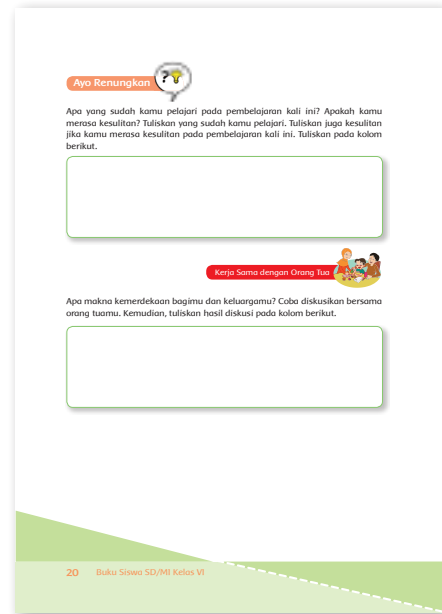 Ayo Renungkan
Apa yang sudah kamu pelajari pada pembelajaran kali ini? Apakah kamu
merasa kesulitan? Tuliskan yang sudah kamu pelajari. Tuliskan juga kesulitan
jika kamu merasa kesulitan pada pembelajaran kali ini. Tuliskan pada kolom
berikut.
Kerja Sama dengan Orang Tua
Apa makna kemerdekaan bagimu dan keluargamu? Coba diskusikan bersama
orang tuamu. Kemudian, tuliskan hasil diskusi pada kolom berikut.
20 Buku Siswa SD/MI Kelas VI